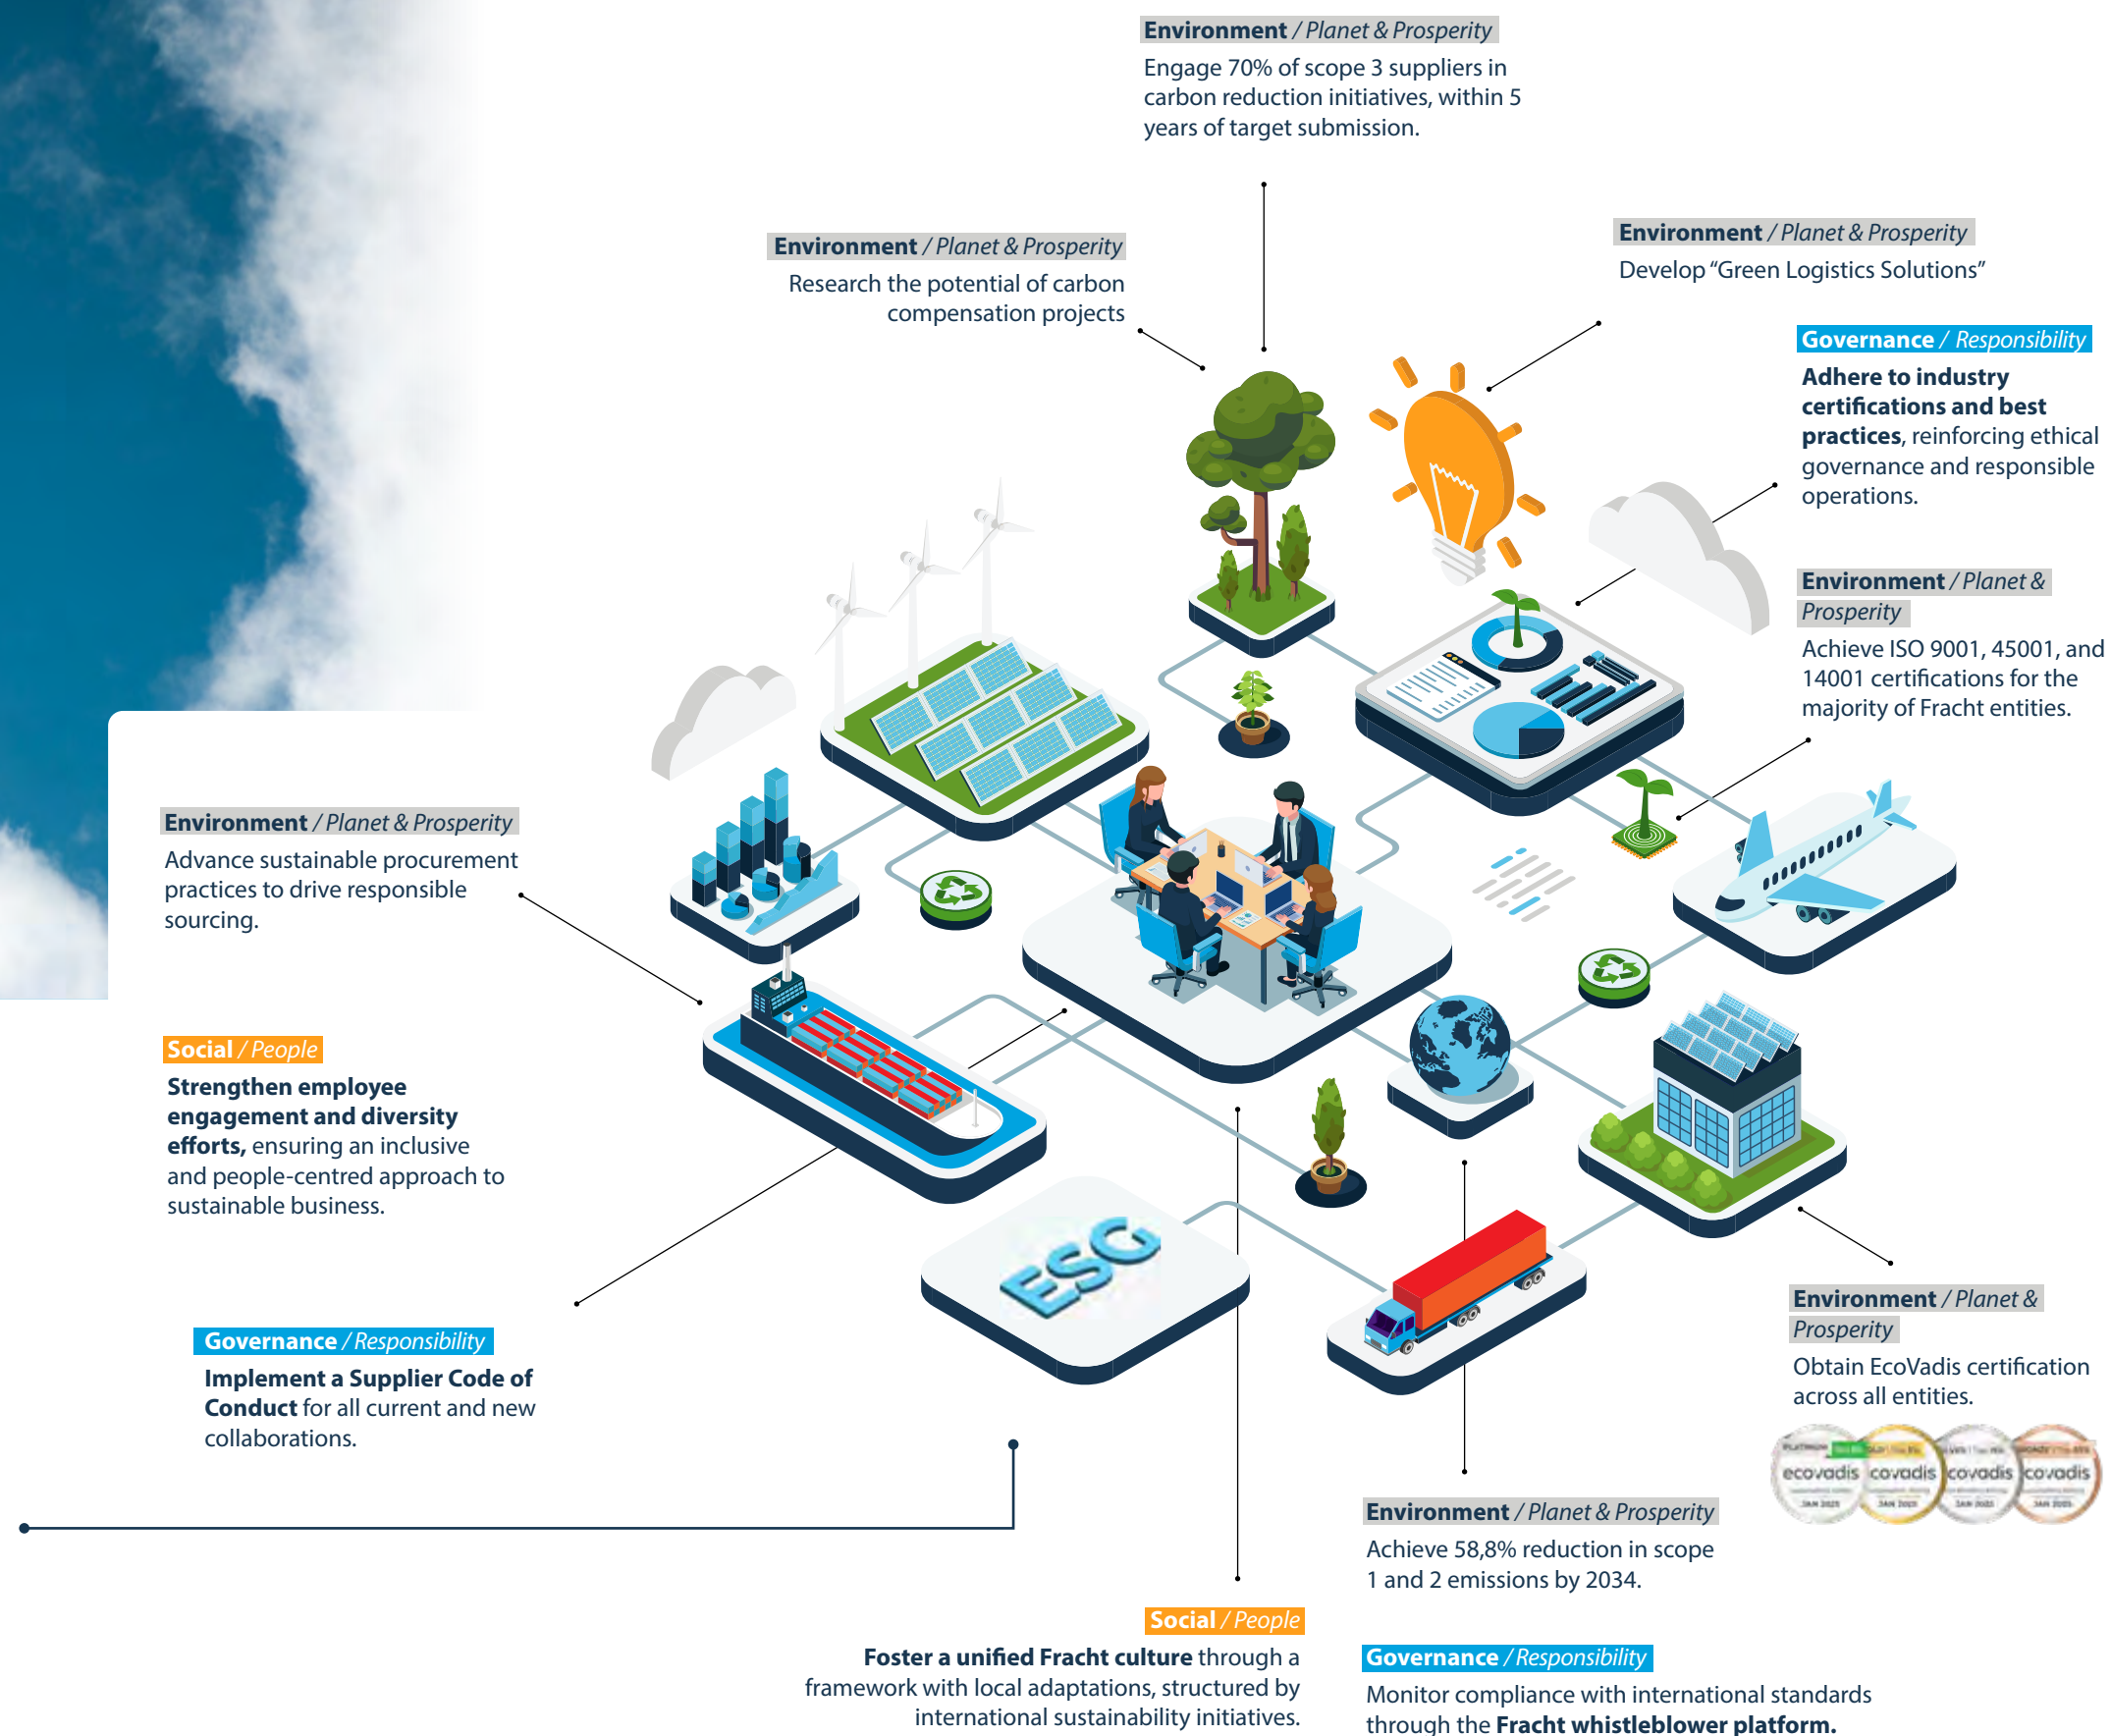 Environment / Planet & Prosperity
Engage 70% of scope 3 suppliers in
carbon reduction initiatives, within 5
years of target submission.
Environment / Planet & Prosperity
Research the potential of carbon
compensation projects
Environment / Planet & Prosperity
Develop “Green Logistics Solutions”
Governance / Responsibility
Adhere to industry
certifications and best
practices, reinforcing ethical
governance and responsible
operations.
Environment / Planet &
Prosperity
Achieve ISO 9001, 45001, and
14001 certifications for the
majority of Fracht entities.
Environment / Planet & Prosperity
Advance sustainable procurement
practices to drive responsible
sourcing.
Social / People
Strengthen employee
engagement and diversity
efforts, ensuring an inclusive
and people-centred approach to
sustainable business.
Governance / Responsibility
Implement a Supplier Code of
Conduct for all current and new
collaborations.
ESG
Environment / Planet &
Prosperity
Obtain EcoVadis certification
across all entities.
ecovadis covadis covadis covadis
Environment / Planet & Prosperity
Achieve 58,8% reduction in scope
1 and 2 emissions by 2034.
Social / People
Foster a unified Fracht culture through a
framework with local adaptations, structured by
international sustainability initiatives.
Governance / Responsibility
Monitor compliance with international standards
through the Fracht whistleblower platform.